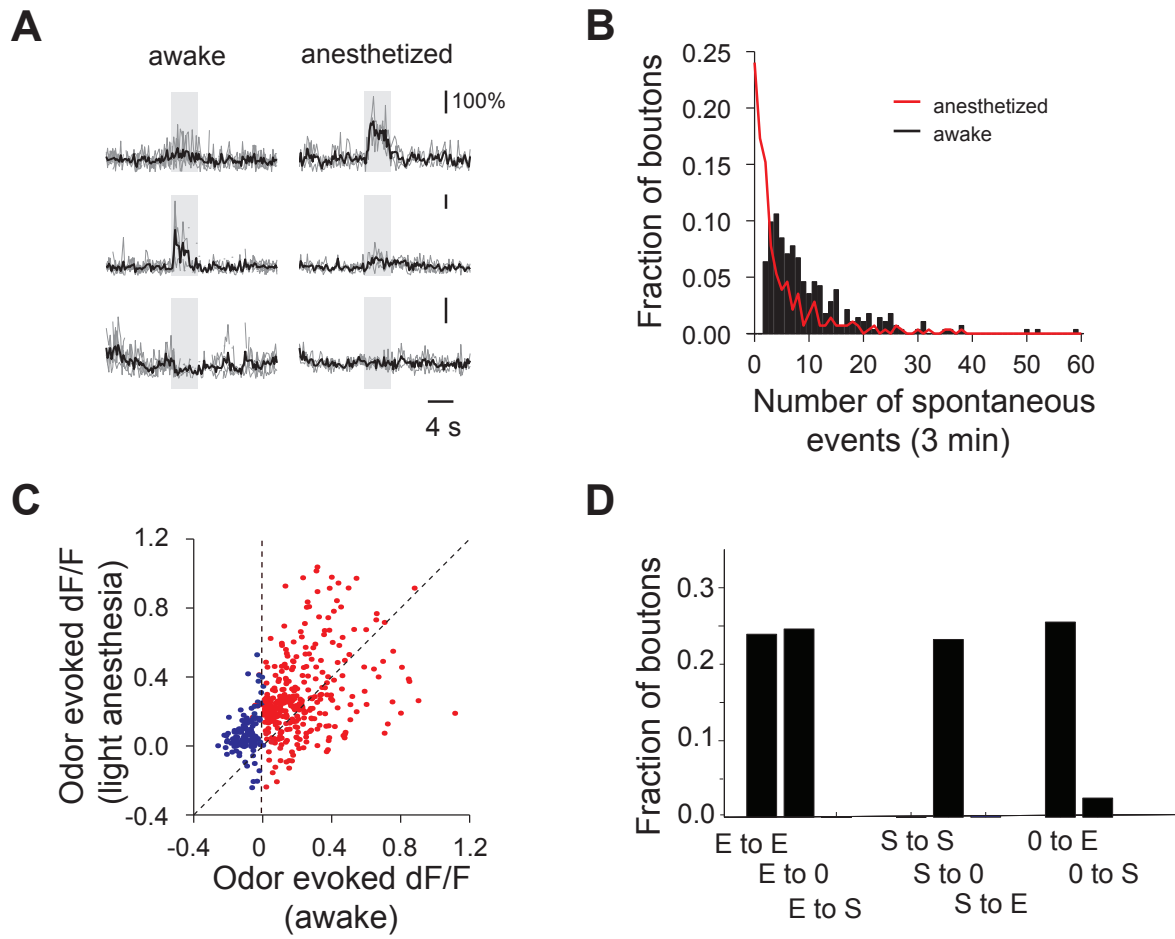 A
awake
anesthetized
100%
4 s
B
Fraction of boutons
0.25
0.20
0.15
0.10
0.05
0.00
anesthetized
awake
0 10 20 30 40 50 60
Number of spontaneous
events (3 min)
C
Odor evoked dF/F
(light anesthesia)
1.2
0.8
0.4
0.0
-0.4
-0.4 0 0.4 0.8 1.2
Odor evoked dF/F
(awake)
D
Fraction of boutons
0.3
0.2
0.1
0.0
E to E
E to 0
E to S
S to S
S to 0
S to E
0 to E
0 to S